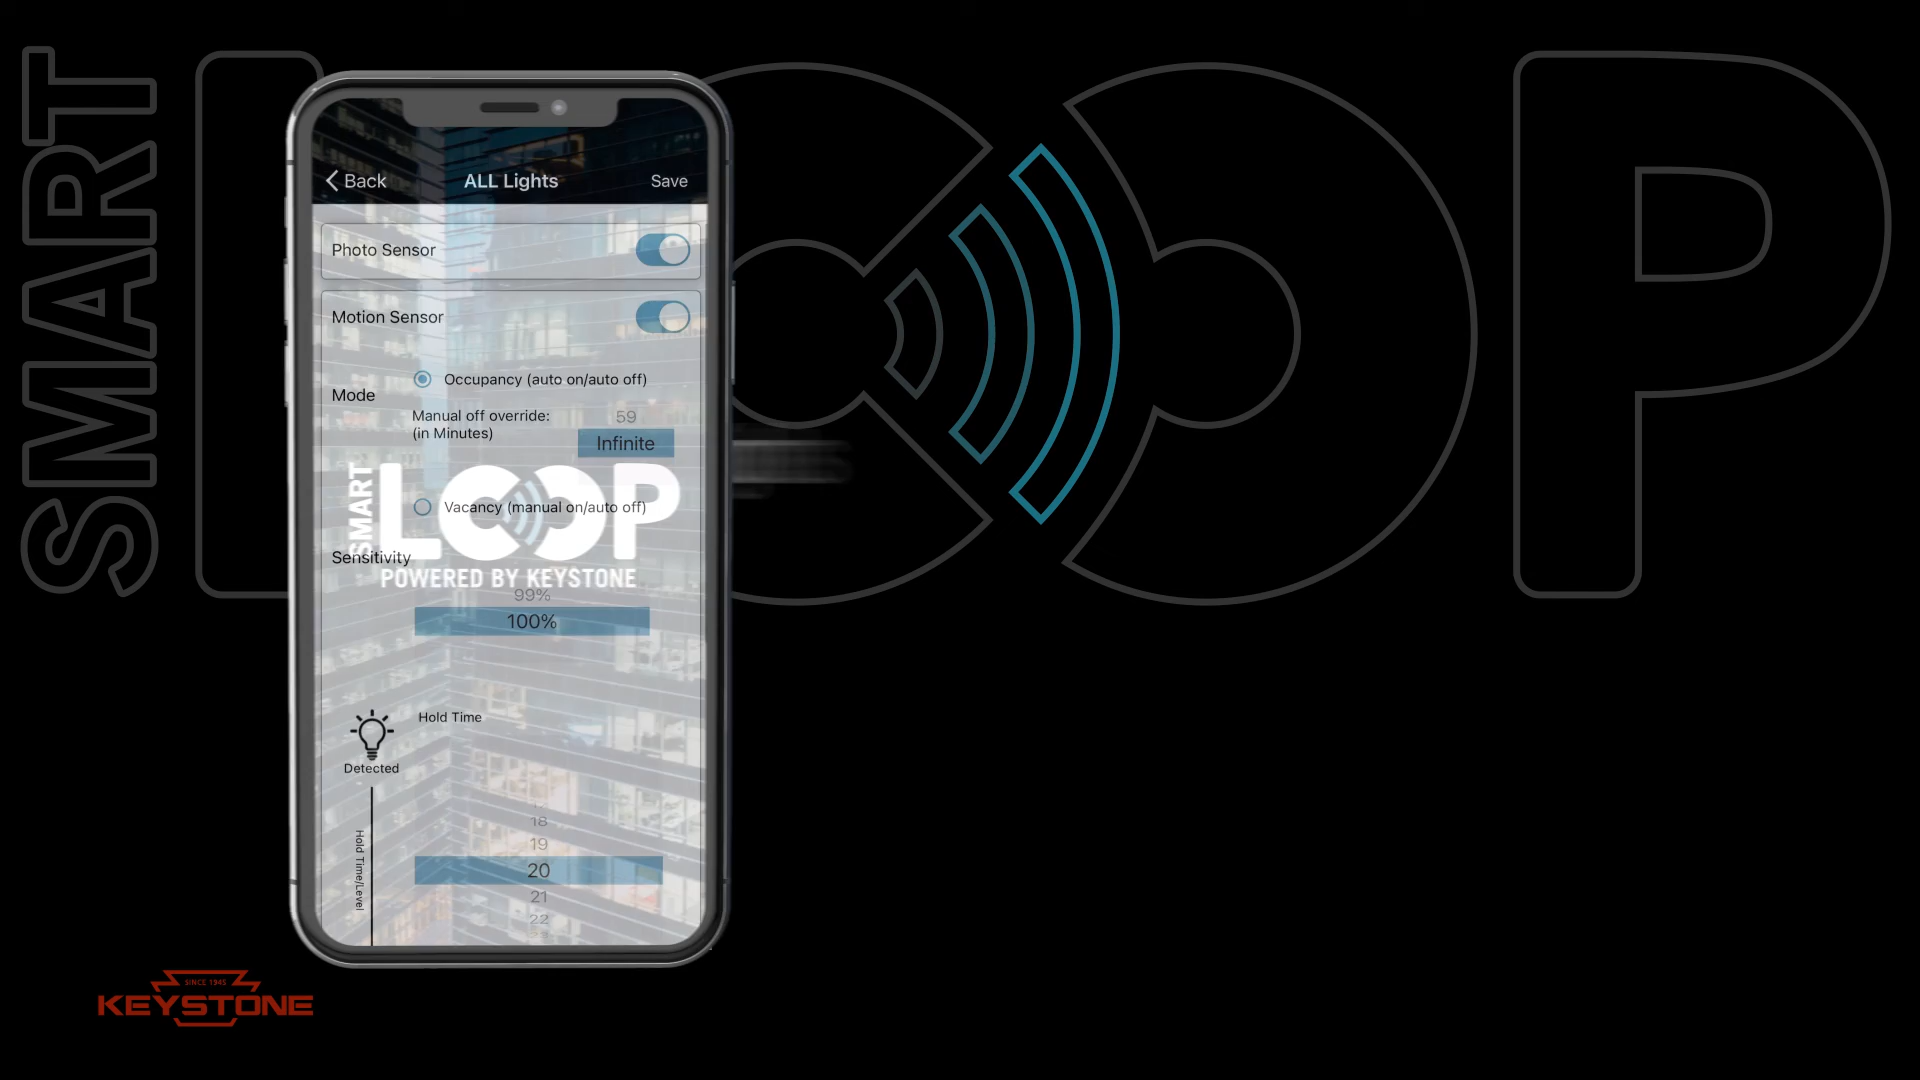 SMART
LOOP
Back
ALL Lights
Save
Photo Sensor
Motion Sensor
Mode
Occupancy (auto on/auto off)
Manual off override:
(in Minutes)
59
Infinite
SMART
LOOP
Vacancy (manual on/auto off)
Sensitivity
POWERED BY KEYSTONE
99%
100%
Hold Time
Detected
Hold Time/Level
18
19
20
21
22
SINCE 1945
KEYSTONE